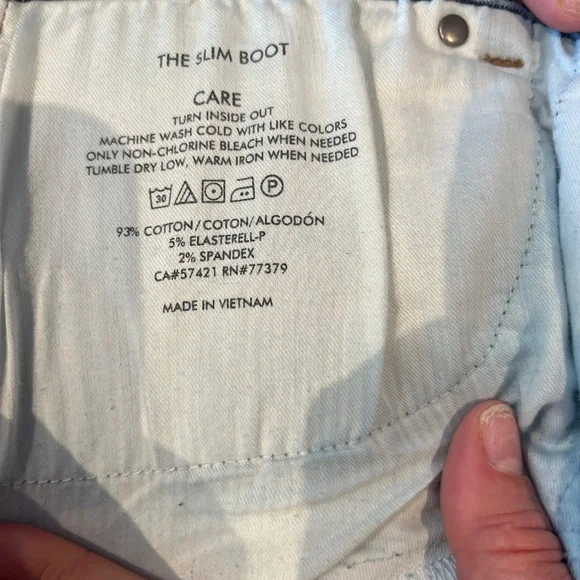 THE SLIM BOOT
CARE
TURN INSIDE OUT
MACHINE WASH COLD WITH LIKE COLORS
ONLY NON-CHLORINE BLEACH WHEN NEEDED
TUMBLE DRY LOW, WARM IRON WHEN NEEDED
30 P
93% COTTON/COTON/ALGODÓN
5% ELASTERELL-P
2% SPANDEX
CA#57421 RN#77379
MADE IN VIETNAM